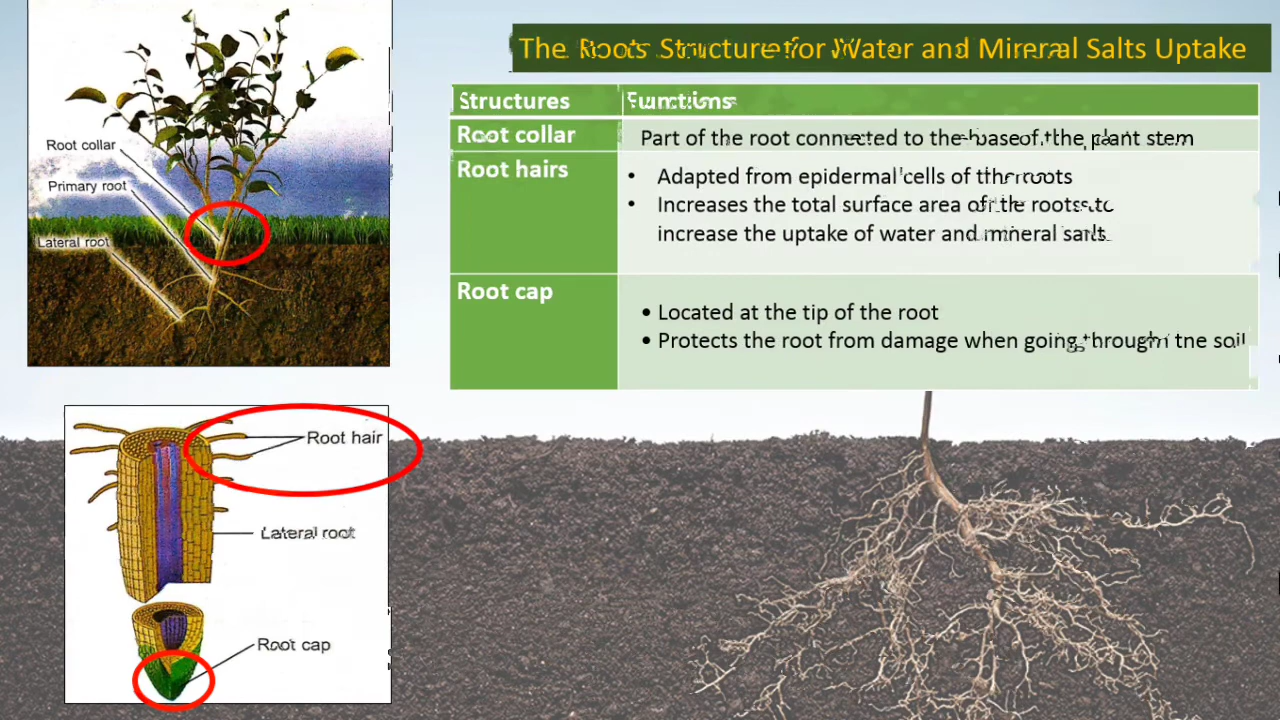 The Roots Structure for Water and Mineral Salts Uptake
Structures Functions
Root collar Part of the root connected to the base of the plant stem
Root hairs
• Adapted from epidermal cells of the roots
• Increases the total surface area of the roots to
increase the uptake of water and mineral salts
Root cap
• Located at the tip of the root
• Protects the root from damage when going through the soil
Root collar
Primary root
Lateral root
Root hair
Lateral root
Root cap